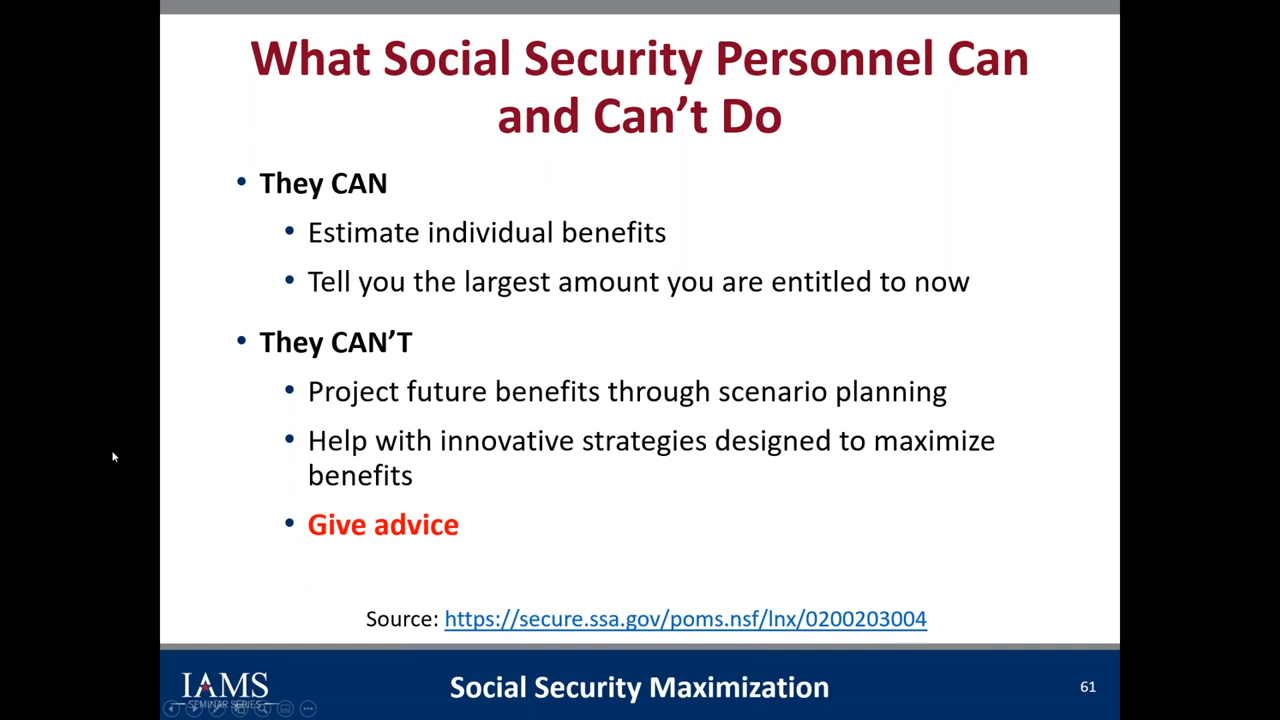 What Social Security Personnel Can
and Can't Do
• They CAN
• Estimate individual benefits
• Tell you the largest amount you are entitled to now
• They CAN'T
• Project future benefits through scenario planning
• Help with innovative strategies designed to maximize
benefits
• Give advice
Source: https://secure.ssa.gov/poms.nsf/lnx/0200203004
IAMS
SEMINAR SERIES
Social Security Maximization
61